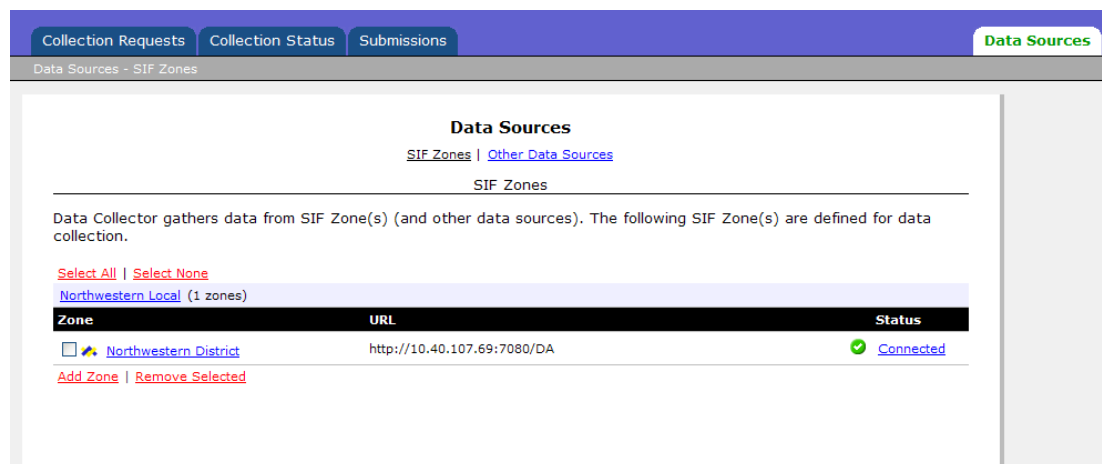 Collection Requests Collection Status Submissions Data Sources
Data Sources - SIF Zones
Data Sources
SIF Zones | Other Data Sources
SIF Zones
Data Collector gathers data from SIF Zone(s) (and other data sources). The following SIF Zone(s) are defined for data
collection.
Select All | Select None
Northwestern Local (1 zones)
Zone URL Status
Northwestern District http://10.40.107.69:7080/DA Connected
Add Zone | Remove Selected